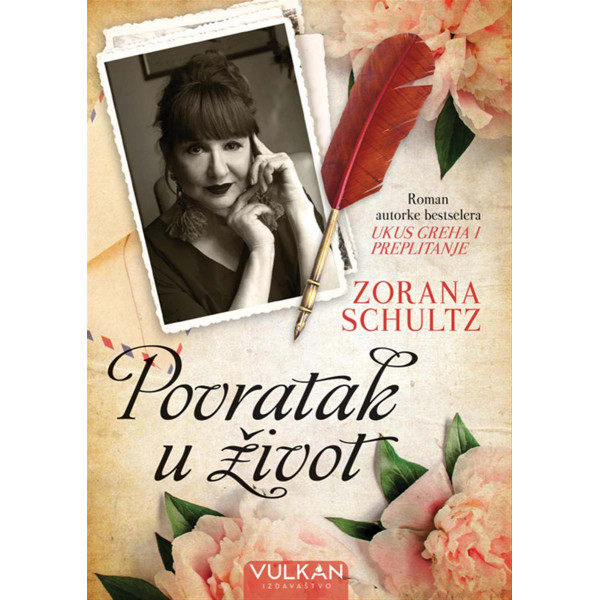 Roman
autorke bestselera
UKUS GREHA I
PREPLITANJE
ZORANA
SCHULTZ
Povratak
u život
VULKAN
IZDAVAŠTVO